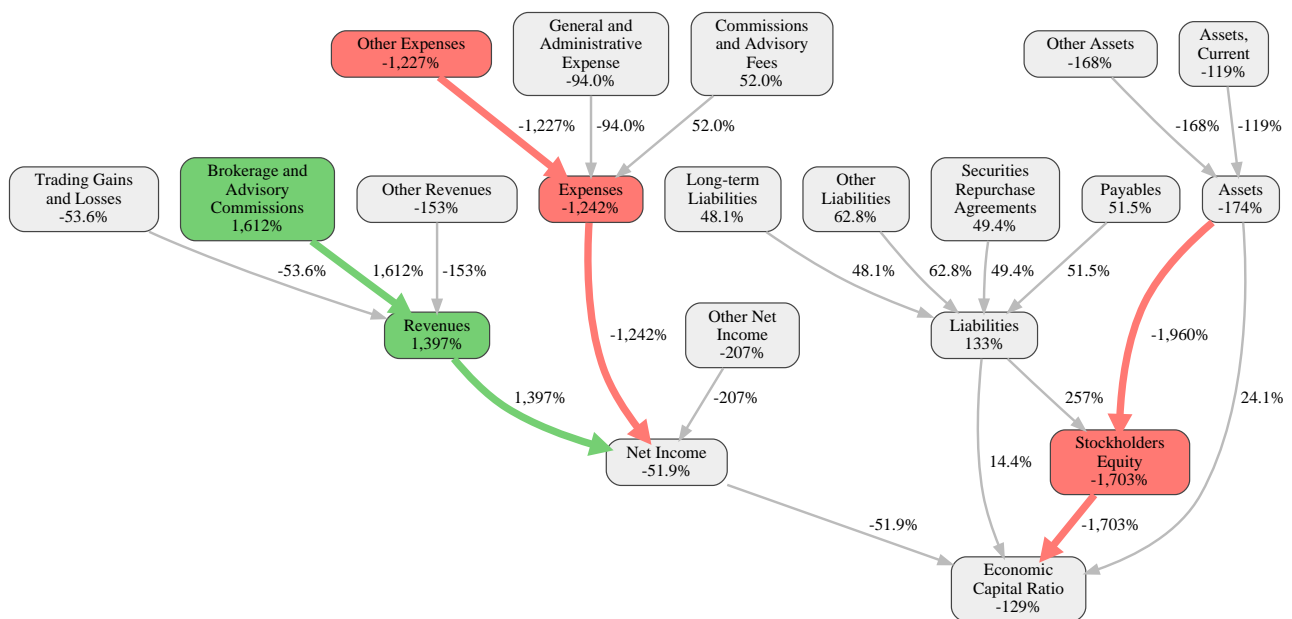 Other Expenses
-1,227%
General and
Administrative
Expense
-94.0%
Commissions
and Advisory
Fees
52.0%
Other Assets
-168%
Assets,
Current
-119%
-1,227%
-94.0%
52.0%
-168%
-119%
Trading Gains
and Losses
-53.6%
Brokerage and
Advisory
Commissions
1,612%
Other Revenues
-153%
Expenses
-1,242%
Long-term
Liabilities
48.1%
Other
Liabilities
62.8%
Securities
Repurchase
Agreements
49.4%
Payables
51.5%
Assets
-174%
-53.6%
1,612%
-153%
48.1%
62.8%
49.4%
51.5%
Revenues
1,397%
-1,242%
Other Net
Income
-207%
Liabilities
133%
-1,960%
1,397%
-207%
257%
24.1%
Net Income
-51.9%
14.4%
Stockholders
Equity
-1,703%
-51.9%
-1,703%
Economic
Capital Ratio
-129%